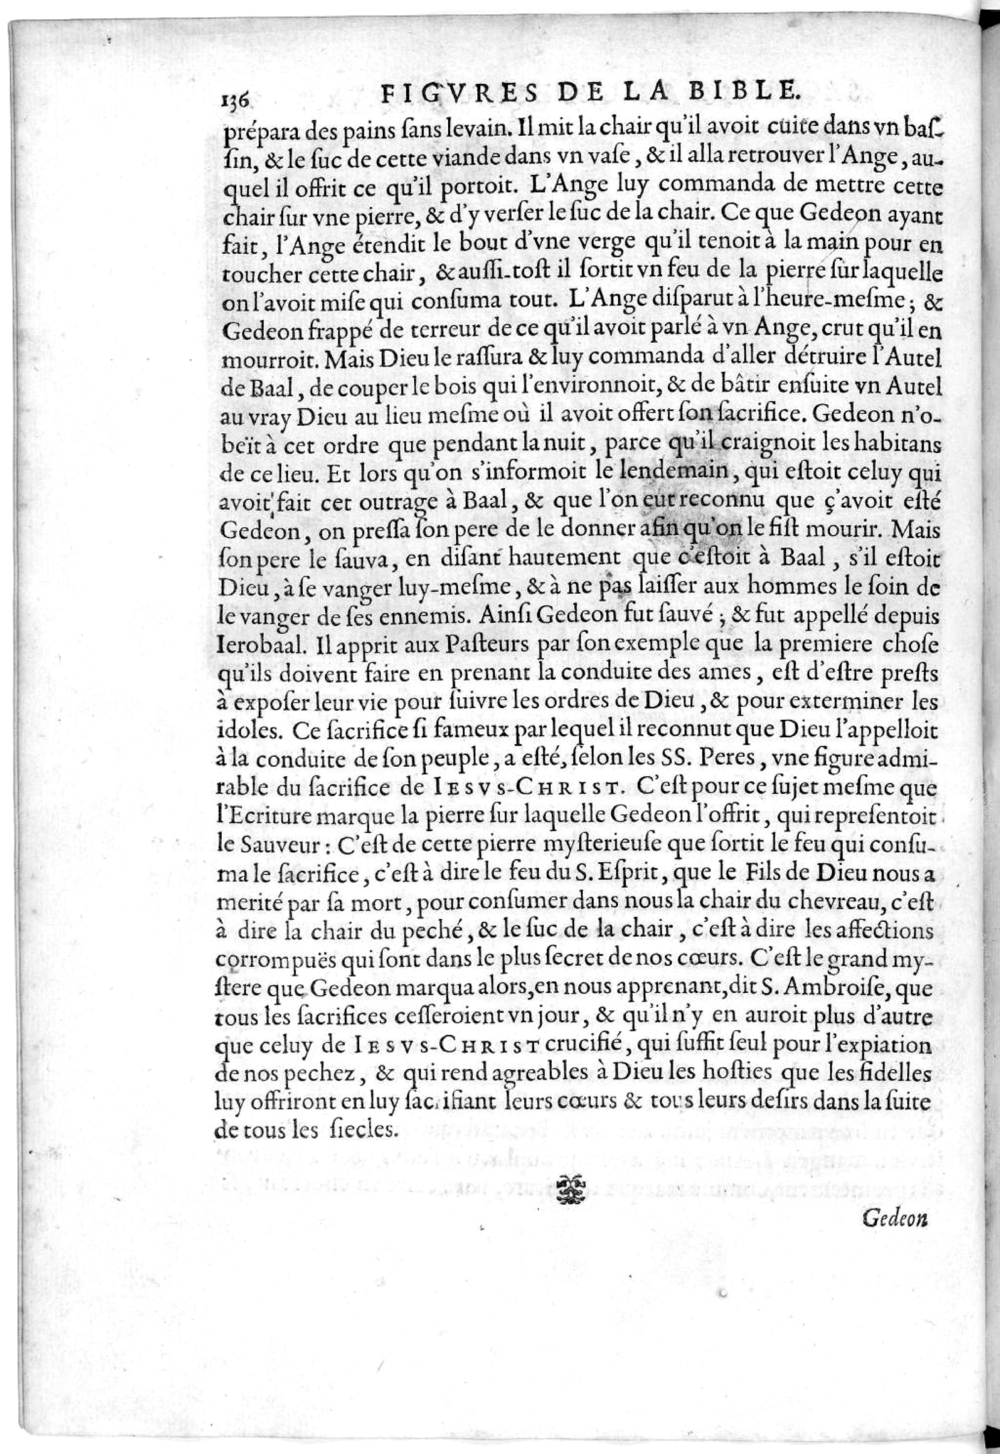 136 FIGVRES DE LA BIBLE.
prépara des pains ſans levain. Il mit la chair qu'il avoit cuite dans vn baſ-
ſin, & le ſuc de cette viande dans vn vaſe, & il alla retrouver l'Ange, au-
quel il offrit ce qu'il portoit. L'Ange luy commanda de mettre cette
chair ſur vne pierre, & d'y verſer le ſuc de la chair. Ce que Gedeon ayant
fait, l'Ange étendit le bout d'vne verge qu'il tenoit à la main pour en
toucher cette chair, & auſſi-toſt il ſortit vn feu de la pierre ſur laquelle
on l'avoit miſe qui conſuma tout. L'Ange diſparut à l'heure-meſme; &
Gedeon frappé de terreur de ce qu'il avoit parlé à vn Ange, crut qu'il en
mourroit. Mais Dieu le raſſura & luy commanda d'aller détruire l'Autel
de Baal, de couper le bois qui l'environnoit, & de bâtir enſuite vn Autel
au vray Dieu au lieu meſme où il avoit offert ſon ſacrifice. Gedeon n'o-
beït à cet ordre que pendant la nuit, parce qu'il craignoit les habitans
de ce lieu. Et lors qu'on s'informoit le lendemain, qui eſtoit celuy qui
avoit fait cet outrage à Baal, & que l'on eut reconnu que ç'avoit eſté
Gedeon, on preſſa ſon pere de le donner afin qu'on le fiſt mourir. Mais
ſon pere le ſauva, en diſant hautement que c'eſtoit à Baal, s'il eſtoit
Dieu, à ſe vanger luy-meſme, & à ne pas laiſſer aux hommes le ſoin de
le vanger de ſes ennemis. Ainſi Gedeon fut ſauvé; & fut appellé depuis
Ierobaal. Il apprit aux Paſteurs par ſon exemple que la premiere choſe
qu'ils doivent faire en prenant la conduite des ames, eſt d'eſtre preſts
à expoſer leur vie pour ſuivre les ordres de Dieu, & pour exterminer les
idoles. Ce ſacrifice ſi fameux par lequel il reconnut que Dieu l'appelloit
à la conduite de ſon peuple, a eſté, ſelon les SS. Peres, vne figure admi-
rable du ſacrifice de IESVS-CHRIST. C'eſt pour ce ſujet meſme que
l'Ecriture marque la pierre ſur laquelle Gedeon l'offrit, qui repreſentoit
le Sauveur: C'eſt de cette pierre myſterieuſe que ſortit le feu qui conſu-
ma le ſacrifice, c'eſt à dire le feu du S. Eſprit, que le Fils de Dieu nous a
merité par ſa mort, pour conſumer dans nous la chair du chevreau, c'eſt
à dire la chair du peché, & le ſuc de la chair, c'eſt à dire les affections
corrompuës qui ſont dans le plus ſecret de nos cœurs. C'eſt le grand my-
ſtere que Gedeon marqua alors, en nous apprenant, dit S. Ambroiſe, que
tous les ſacrifices ceſſeroient vn jour, & qu'il n'y en auroit plus d'autre
que celuy de IESVS-CHRIST crucifié, qui ſuffit ſeul pour l'expiation
de nos pechez, & qui rend agreables à Dieu les hoſties que les fidelles
luy offriront en luy ſacrifiant leurs cœurs & tous leurs deſirs dans la ſuite
de tous les ſiecles.
Gedeon